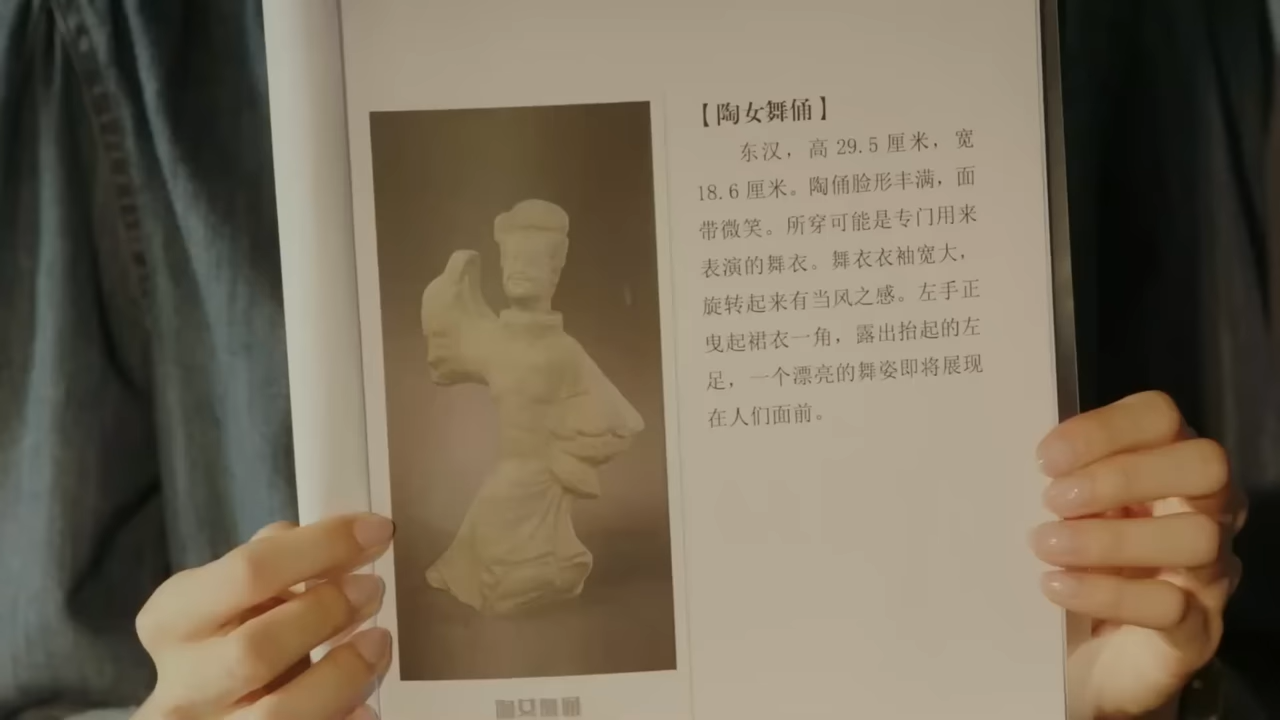 【陶女舞俑】
东汉，高 29.5 厘米，宽
18.6 厘米。陶俑脸形丰满，面
带微笑。所穿可能是专门用来
表演的舞衣。舞衣衣袖宽大，
旋转起来有当风之感。左手正
曳起裙衣一角，露出抬起的左
足，一个漂亮的舞姿即将展现
在人们面前。